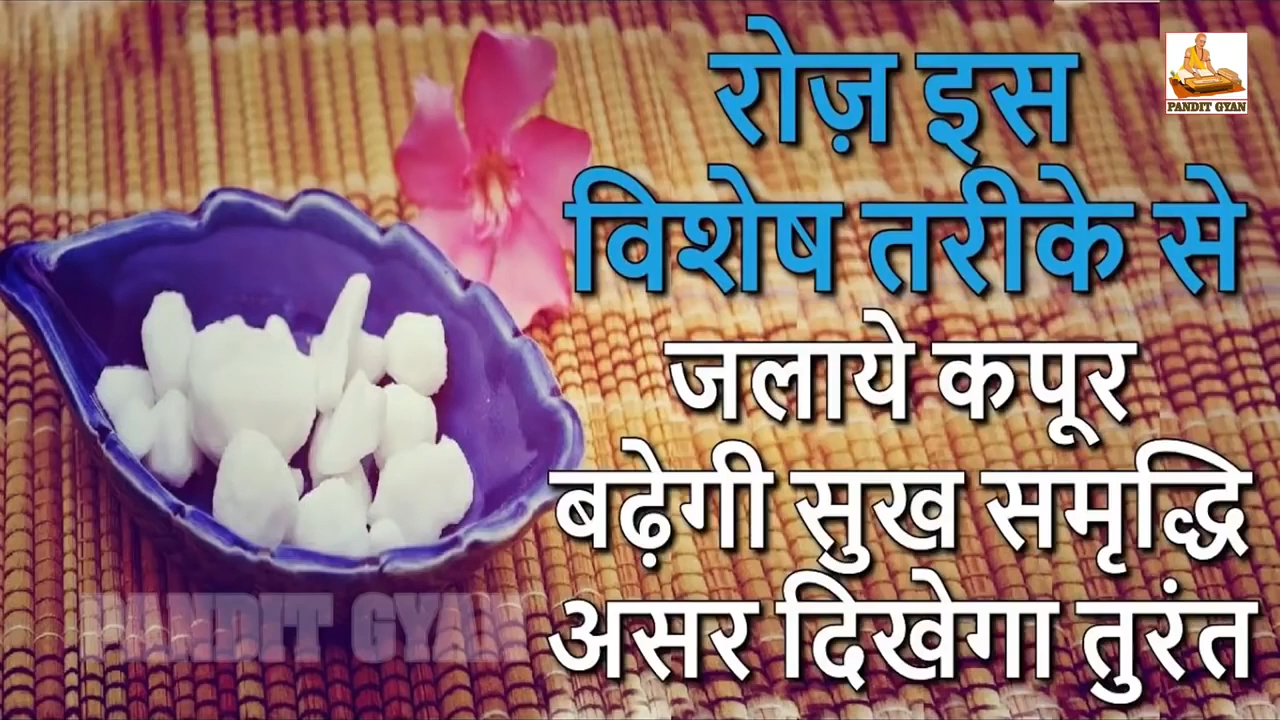 रोज़ इस
विशेष तरीके से
जलाये कपूर
बढ़ेगी सुख समृद्धि
असर दिखेगा तुरंत
PANDIT GYAN
PANDIT GYAN